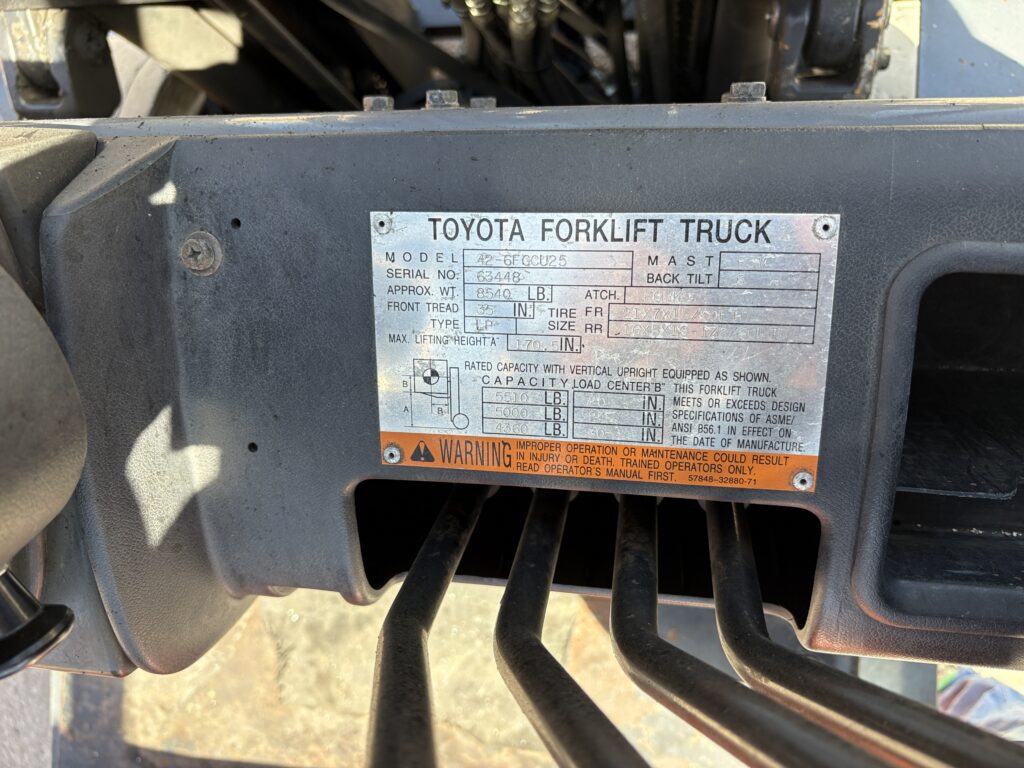 TOYOTA FORKLIFT TRUCK
MODEL 42-6FGCU25 MAST
SERIAL NO: 63448 BACK TILT
APPROX. WT. 8540 LB. ATCH.
FRONT TREAD 35 IN. TIRE SIZE FR
TYPE LP RR
MAX. LIFTING HEIGHT"A" 170.5 IN.
RATED CAPACITY WITH VERTICAL UPRIGHT EQUIPPED AS SHOWN.
B
A
B
CAPACITY LOAD CENTER "B"
5510 LB. IN.
5000 LB. IN.
4360 LB. IN.
THIS FORKLIFT TRUCK
MEETS OR EXCEEDS DESIGN
SPECIFICATIONS OF ASME/
ANSI B56.1 IN EFFECT ON
THE DATE OF MANUFACTURE.
WARNING
IMPROPER OPERATION OR MAINTENANCE COULD RESULT
IN INJURY OR DEATH. TRAINED OPERATORS ONLY.
READ OPERATOR'S MANUAL FIRST. 57848-32880-71